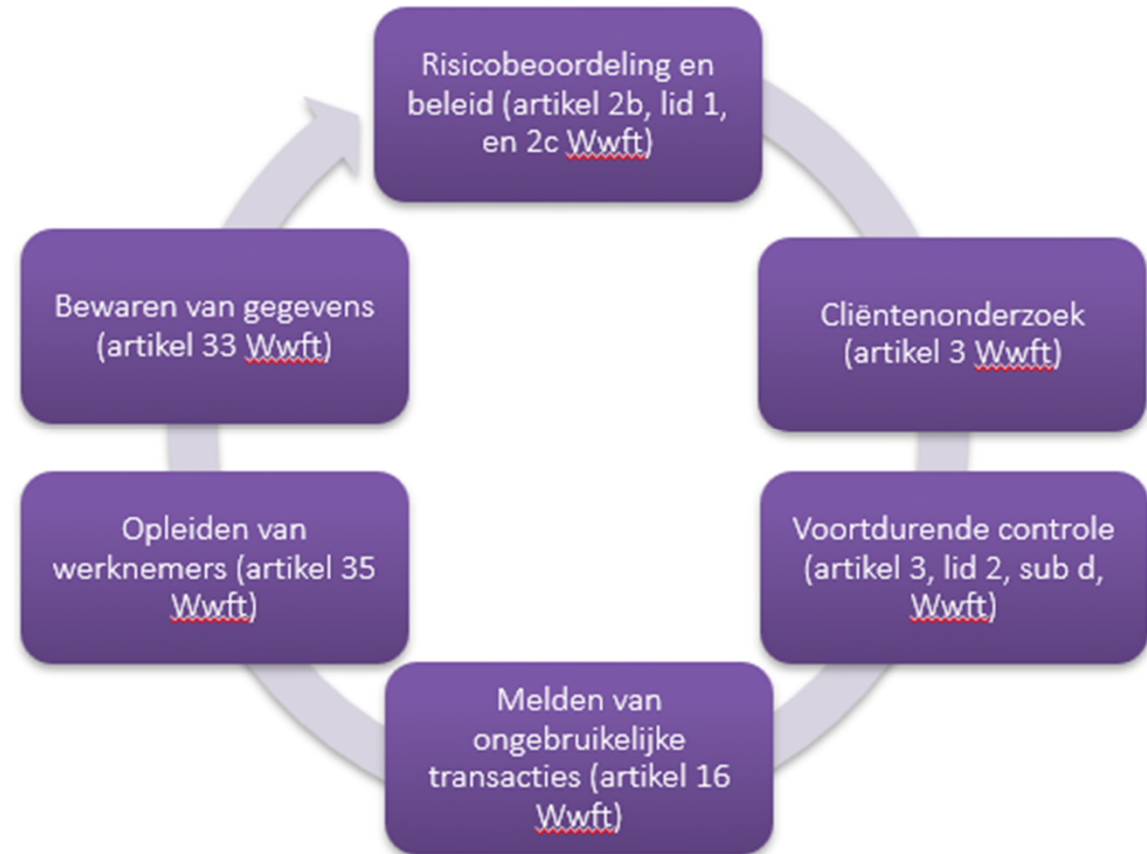 Risicobeoordeling en
beleid (artikel 2b, lid 1,
en 2c Wwft)
Cliëntenonderzoek
(artikel 3 Wwft)
Voortdurende controle
(artikel 3, lid 2, sub d,
Wwft)
Melden van
ongebruikelijke
transacties (artikel 16
Wwft)
Opleiden van
werknemers (artikel 35
Wwft)
Bewaren van gegevens
(artikel 33 Wwft)